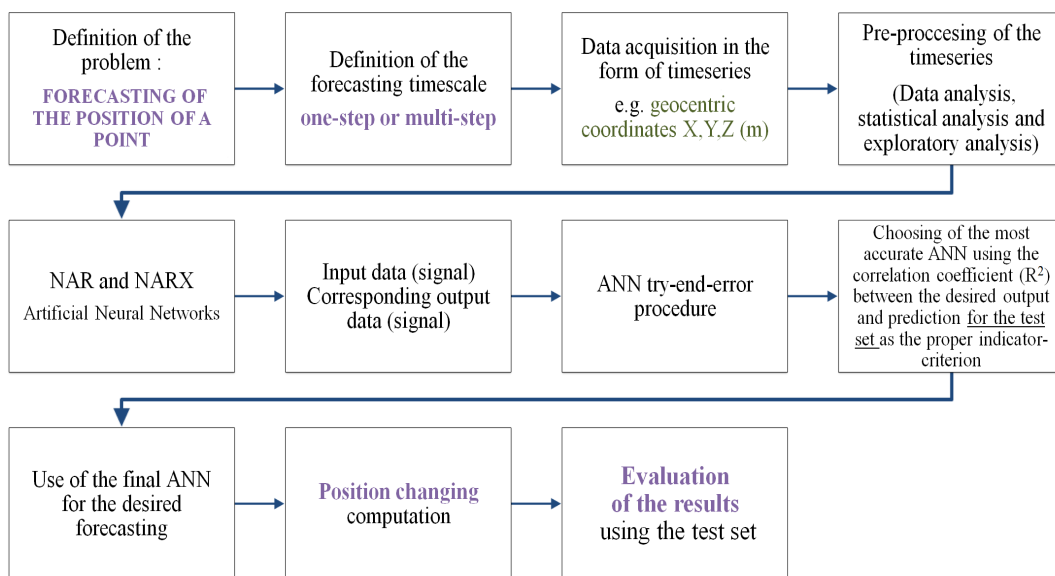 Definition of the
problem :
FORECASTING OF
THE POSITION OF A
POINT
Definition of the
forecasting timescale
one-step or multi-step
Data acquisition in the
form of timeseries
e.g. geocentric
coordinates X,Y,Z (m)
Pre-proccesing of the
timeseries
(Data analysis,
statistical analysis and
exploratory analysis)
NAR and NARX
Artificial Neural Networks
Input data (signal)
Corresponding output
data (signal)
ANN try-end-error
procedure
Choosing of the most
accurate ANN using the
correlation coefficient (R²)
between the desired output
and prediction for the test
set as the proper indicator-
criterion
Use of the final ANN
for the desired
forecasting
Position changing
computation
Evaluation
of the results
using the test set